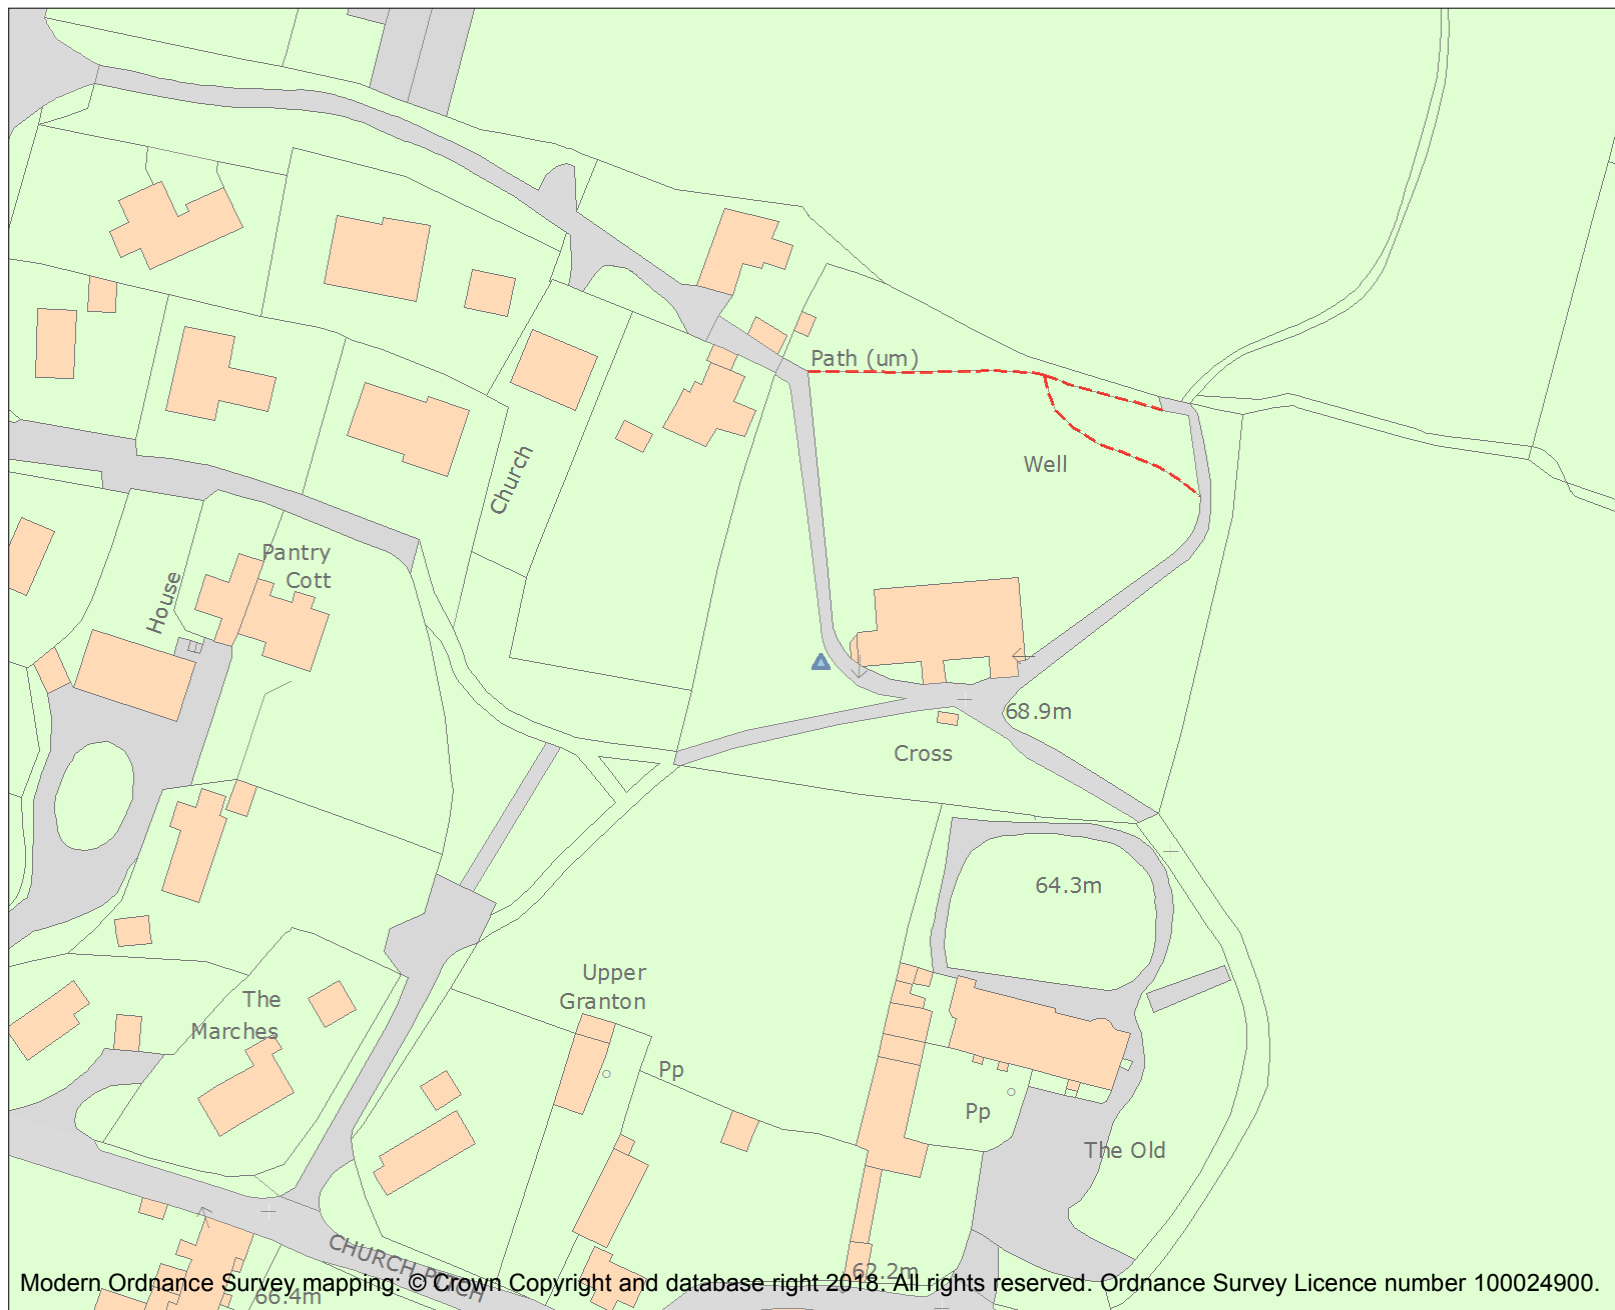 Path (um)
Well
Church
Pantry
Cott
House
68.9m
Cross
64.3m
Upper
Granton
The
Marches
Pp
Pp
The Old
CHURCH PITCH
62.2m
66.4m
Modern Ordnance Survey mapping: © Crown Copyright and database right 2018. All rights reserved. Ordnance Survey Licence number 100024900.